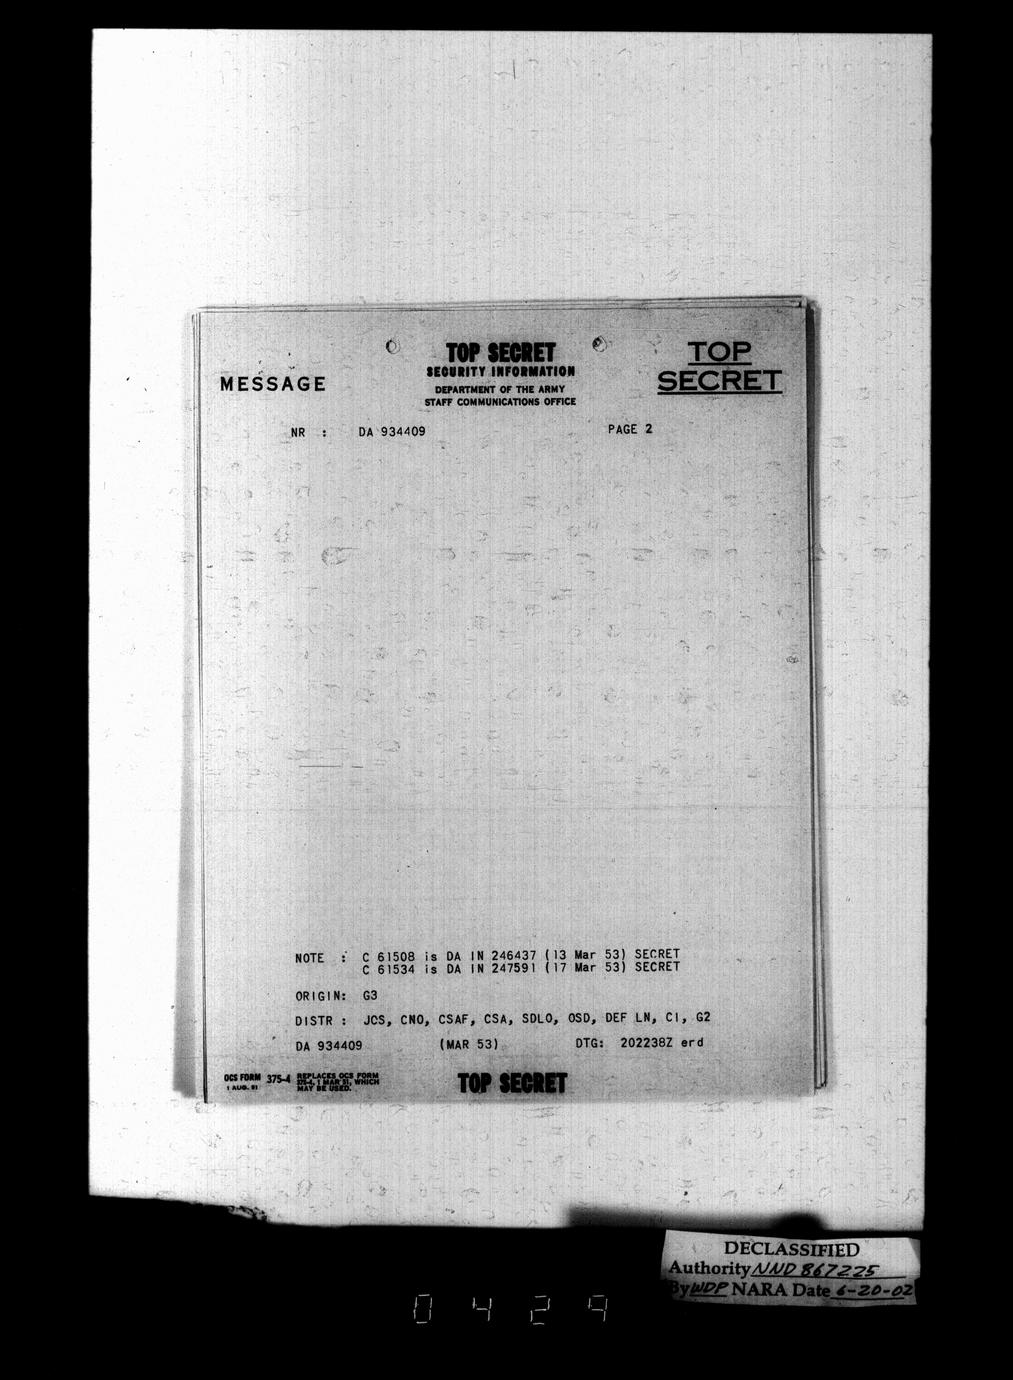 TOP SECRET
SECURITY INFORMATION
DEPARTMENT OF THE ARMY
STAFF COMMUNICATIONS OFFICE
MESSAGE
TOP
SECRET
NR : DA 934409 PAGE 2
NOTE : C 61508 is DA IN 246437 (13 Mar 53) SECRET
C 61534 is DA IN 247591 (17 Mar 53) SECRET
ORIGIN: G3
DISTR : JCS, CNO, CSAF, CSA, SDLO, OSD, DEF LN, CI, G2
DA 934409 (MAR 53) DTG: 202238Z erd
OCS FORM 375-4
1 AUG. 51
REPLACES OCS FORM
375-4, 1 MAR 51, WHICH
MAY BE USED.
TOP SECRET
DECLASSIFIED
Authority NND 867225
By WDP NARA Date 6-20-02
0429